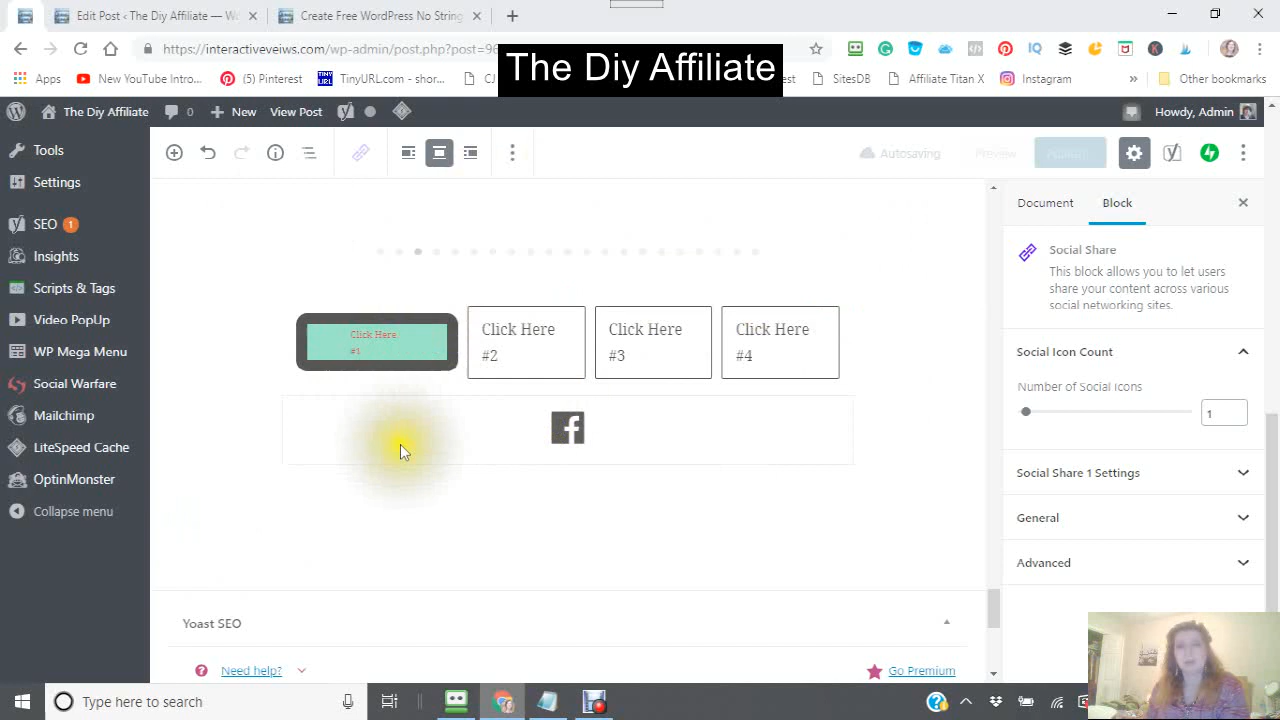 Edit Post ‹ The Diy Affiliate — W
Create Free WordPress No String
https://interactiveveiws.com/wp-admin/post.php?post=96
The Diy Affiliate
Apps
New YouTube Intro...
(5) Pinterest
TinyURL.com - shor...
CJ
SitesDB
Affiliate Titan X
Instagram
»
Other bookmarks
The Diy Affiliate
0
New
View Post
Howdy, Admin
Tools
Settings
SEO 1
Insights
Scripts & Tags
Video PopUp
WP Mega Menu
Social Warfare
Mailchimp
LiteSpeed Cache
OptinMonster
Collapse menu
Autosaving
Preview
Publish
Document
Block
Social Share
This block allows you to let users
share your content across various
social networking sites.
Social Icon Count
Number of Social Icons
1
Social Share 1 Settings
General
Advanced
Click Here
#1
Click Here
#2
Click Here
#3
Click Here
#4
Yoast SEO
Need help?
Go Premium
Type here to search